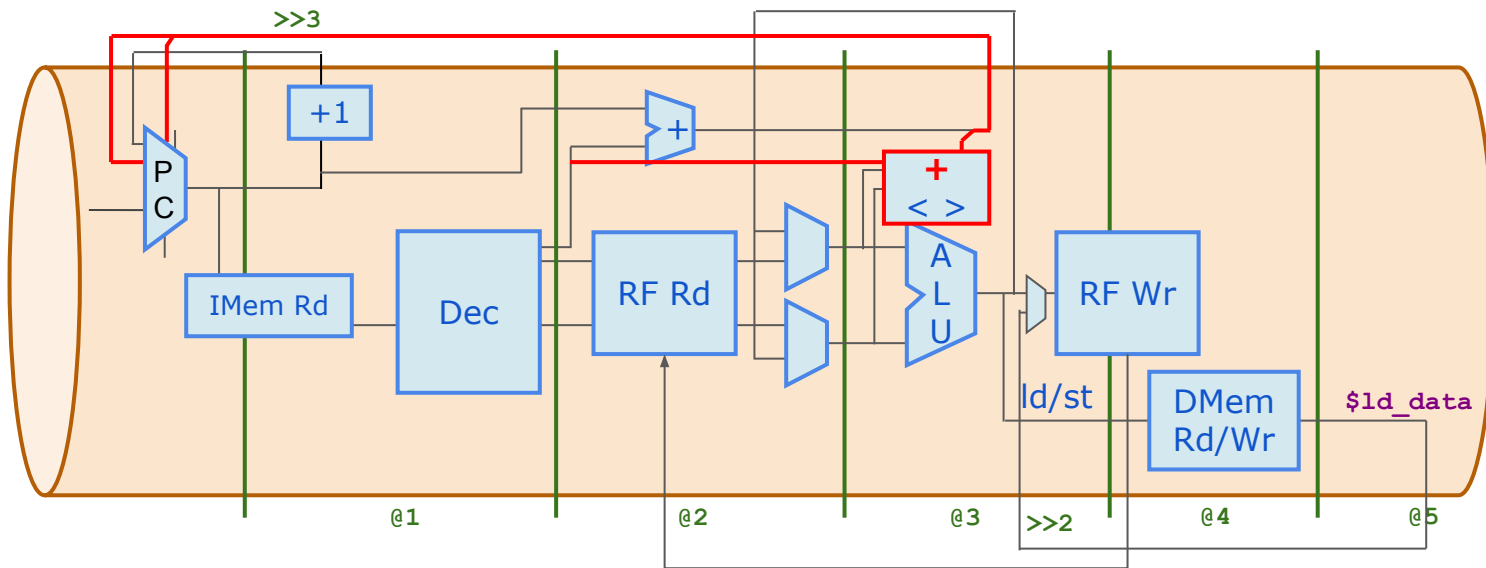 >>3
+1
+
P
C
+
< >
IMem Rd
Dec
RF Rd
A
L
U
RF Wr
ld/st
DMem
Rd/Wr
$ld_data
@1
@2
@3
>>2
@4
@5